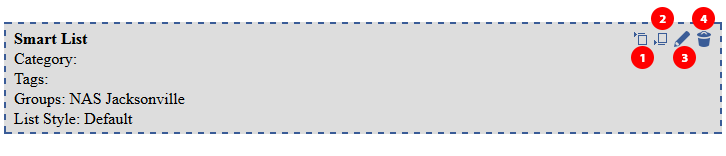 Smart List
Category:
Tags:
Groups: NAS Jacksonville
List Style: Default
2
4
1
3